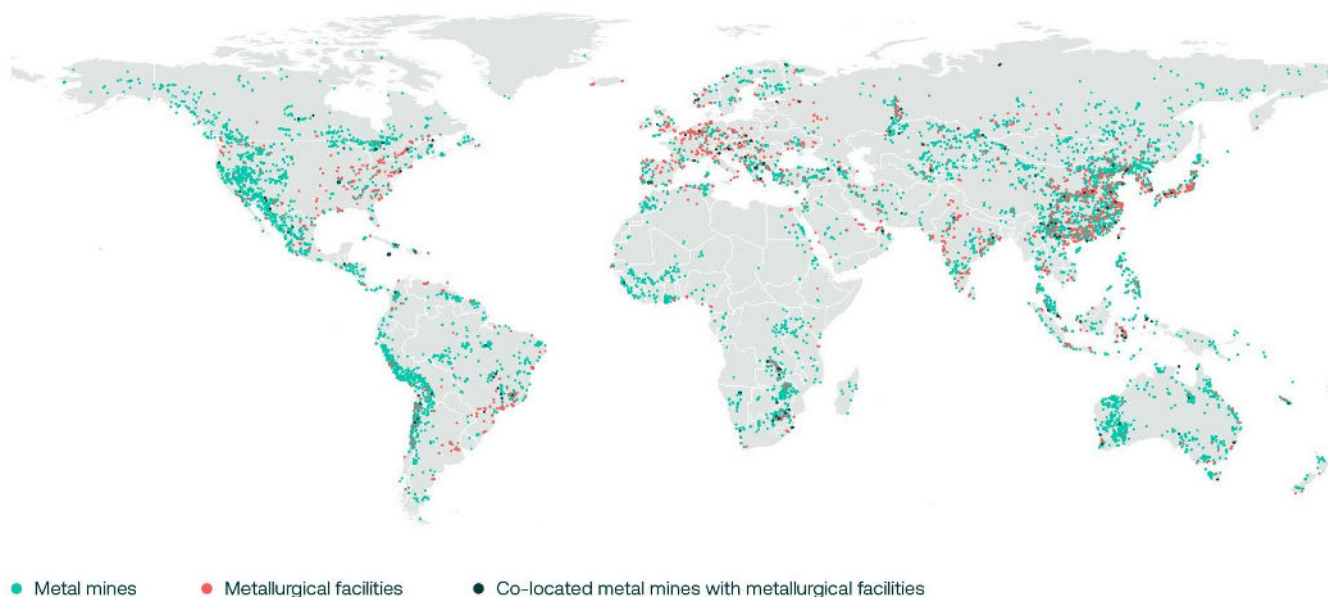 Metal mines
Metallurgical facilities
Co-located metal mines with metallurgical facilities